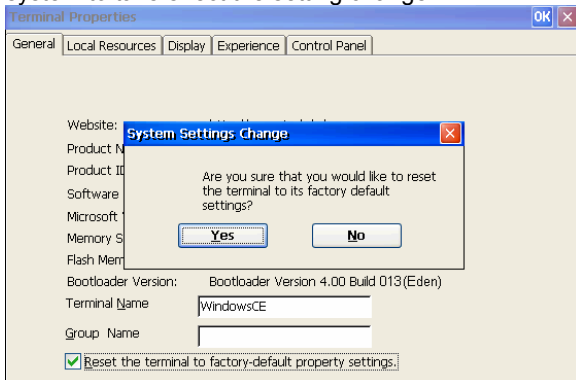 Terminal Properties OK
General Local Resources Display Experience Control Panel
Website:
System Settings Change
Product N
Product ID
Software
Microsoft
Memory S
Flash Mem
Are you sure that you would like to reset
the terminal to its factory default
settings?
Yes No
Bootloader Version: Bootloader Version 4.00 Build 013(Eden)
Terminal Name WindowsCE
Group Name
Reset the terminal to factory-default property settings.